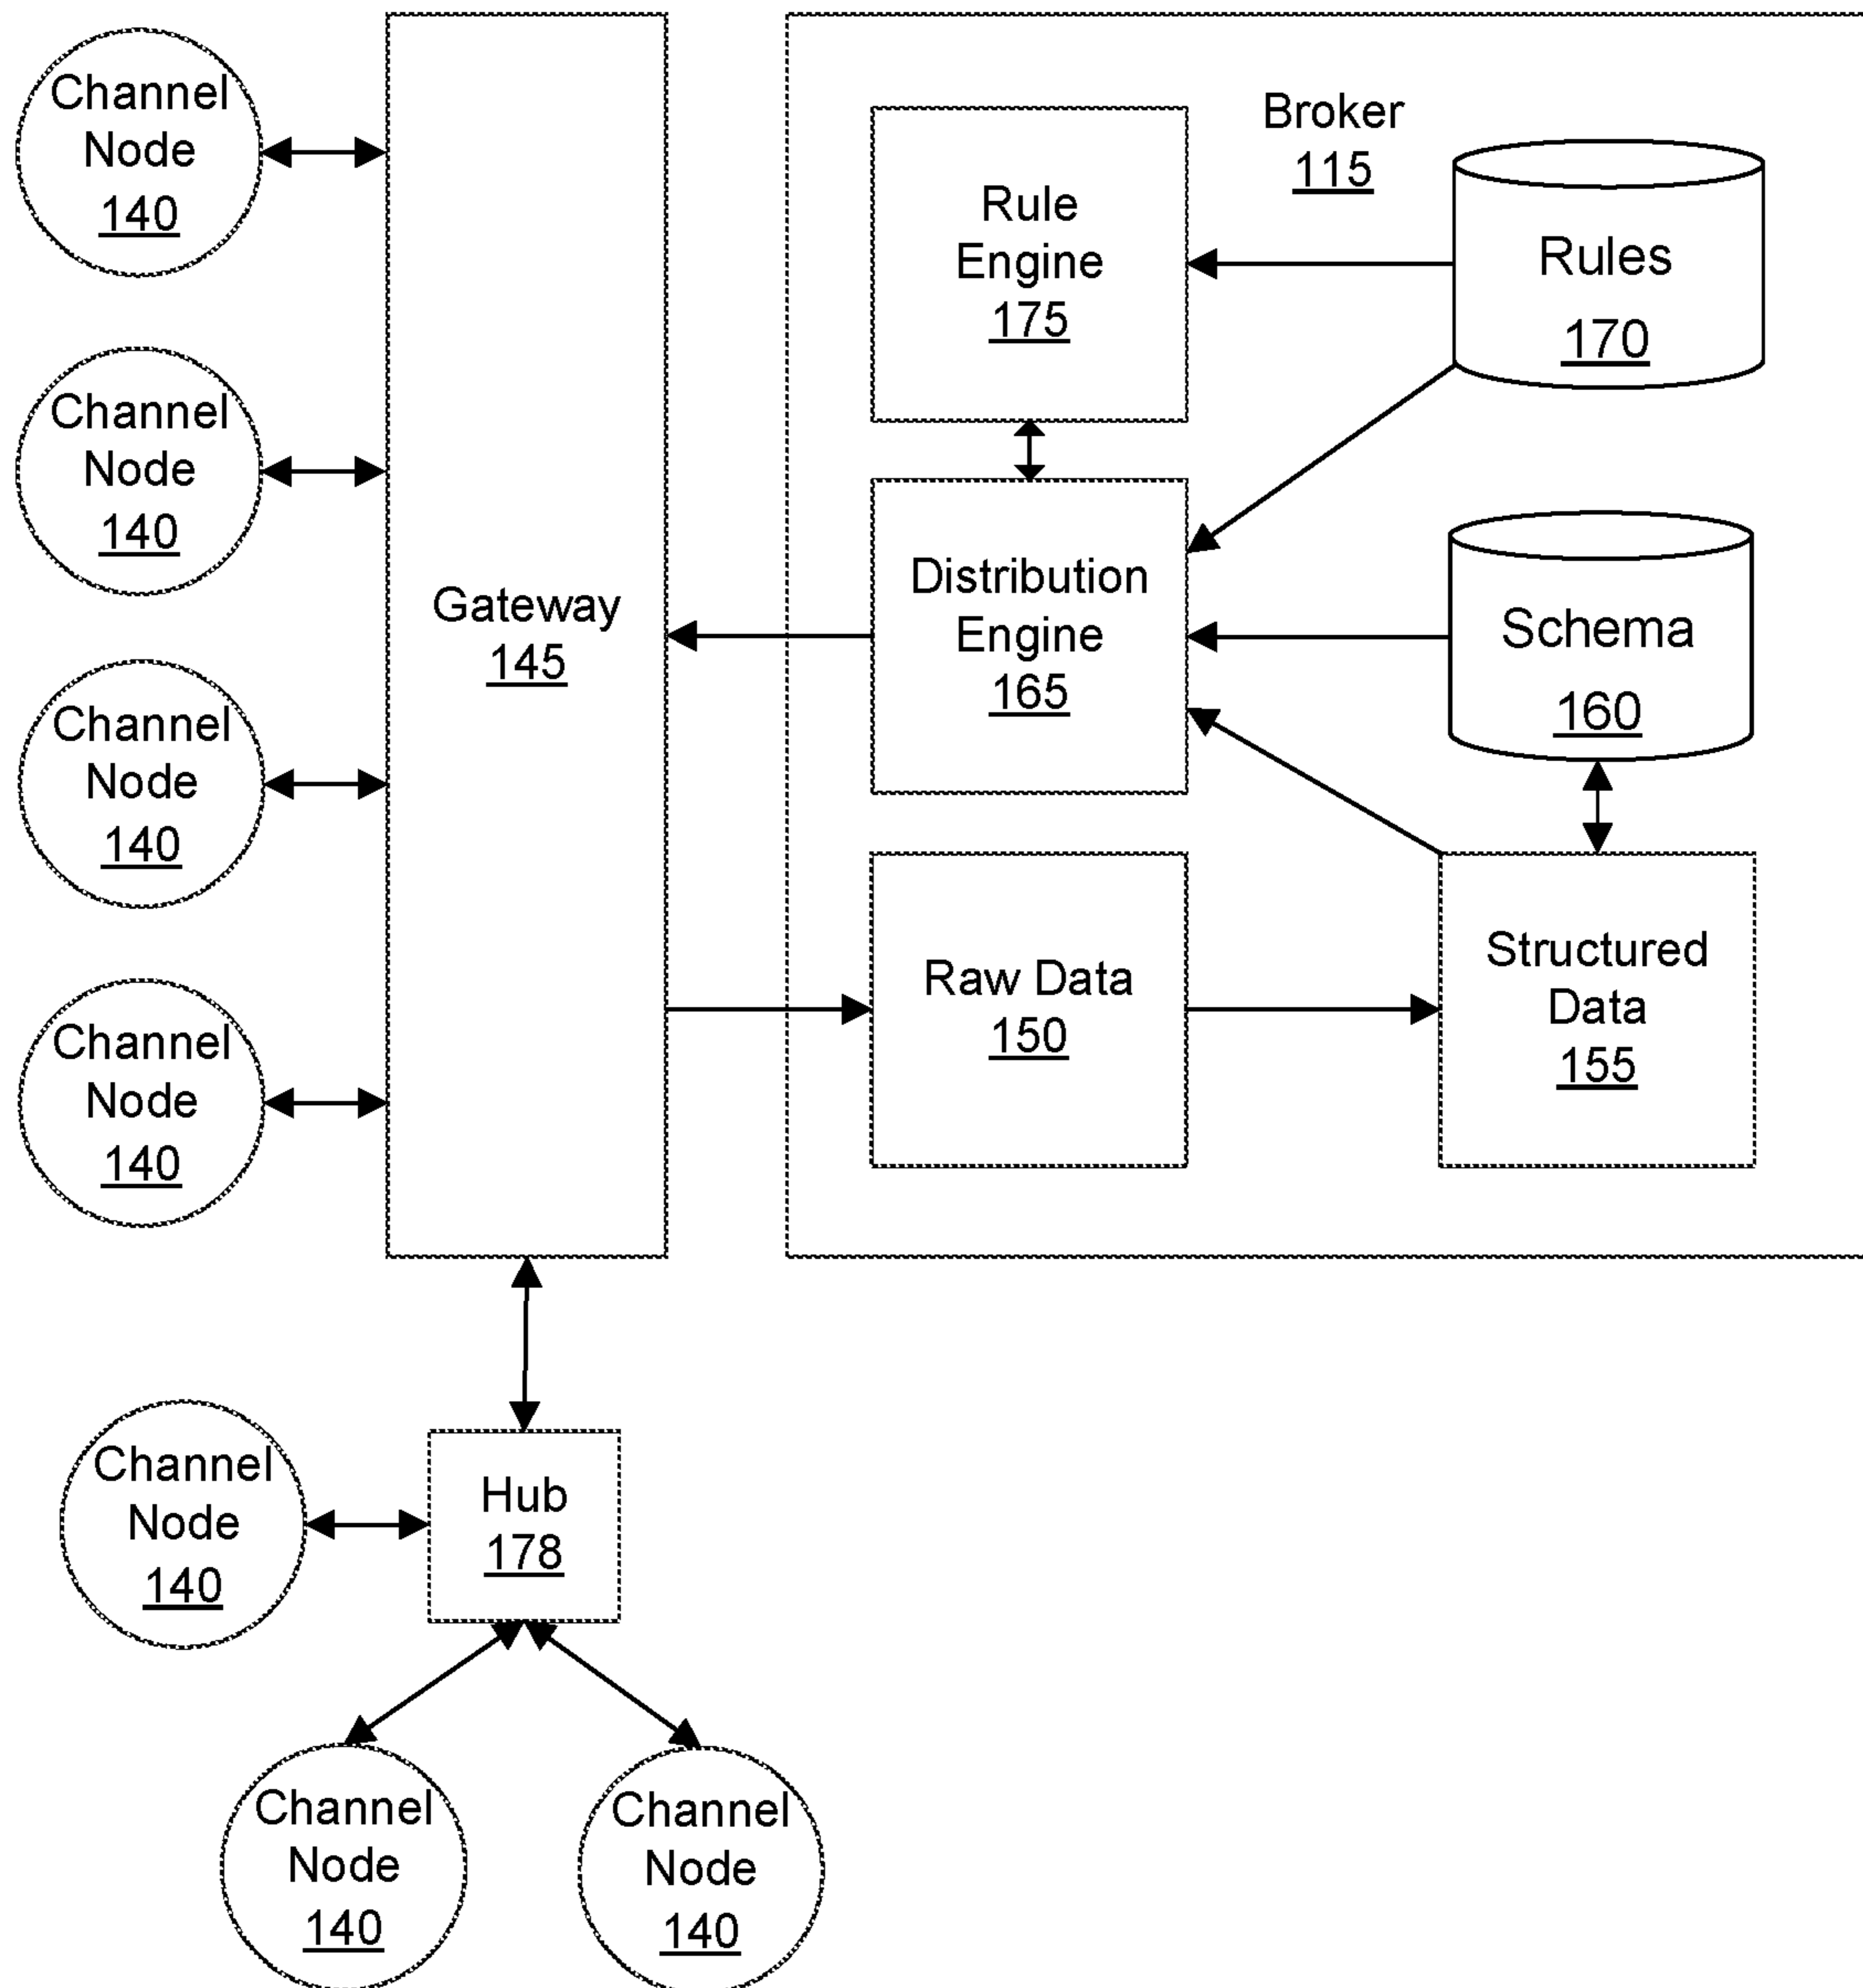 Channel
Node
140
Channel
Node
140
Channel
Node
140
Channel
Node
140
Gateway
145
Broker
115
Rule
Engine
175
Rules
170
Distribution
Engine
165
Schema
160
Raw Data
150
Structured
Data
155
Channel
Node
140
Hub
178
Channel
Node
140
Channel
Node
140